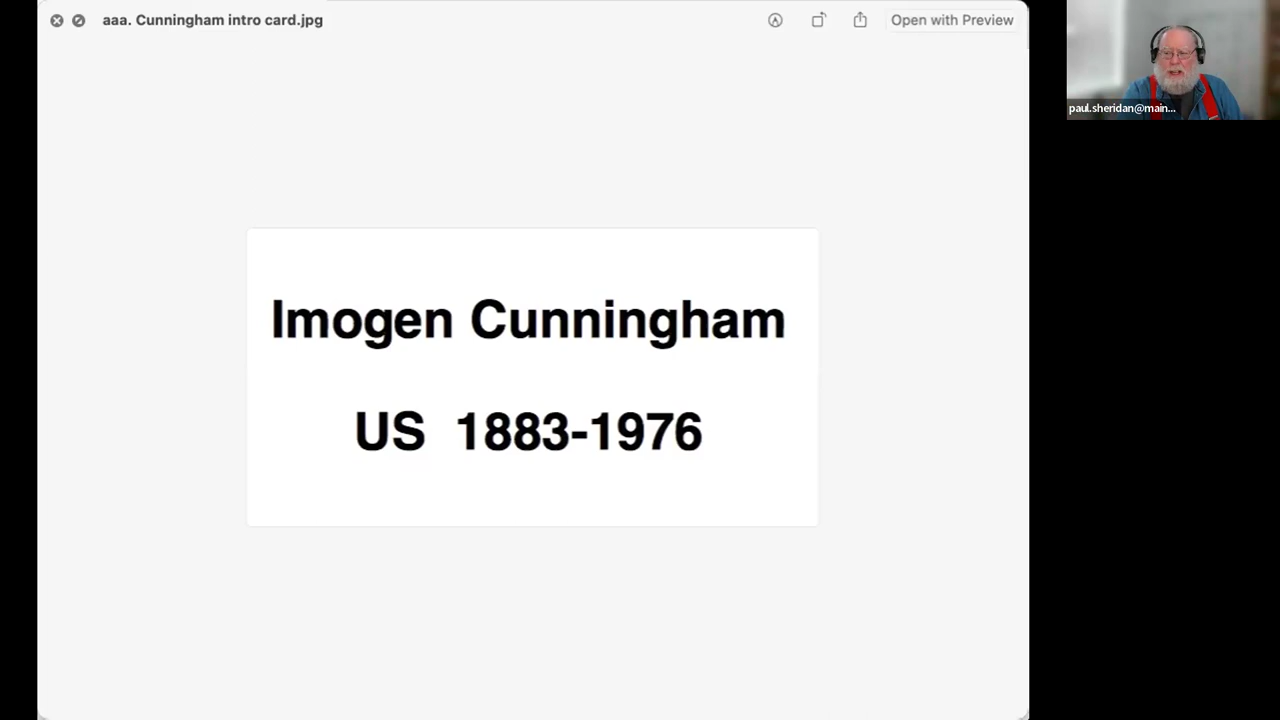 aaa. Cunningham intro card.jpg
Open with Preview
paul.sheridan@main...
Imogen Cunningham
US 1883-1976